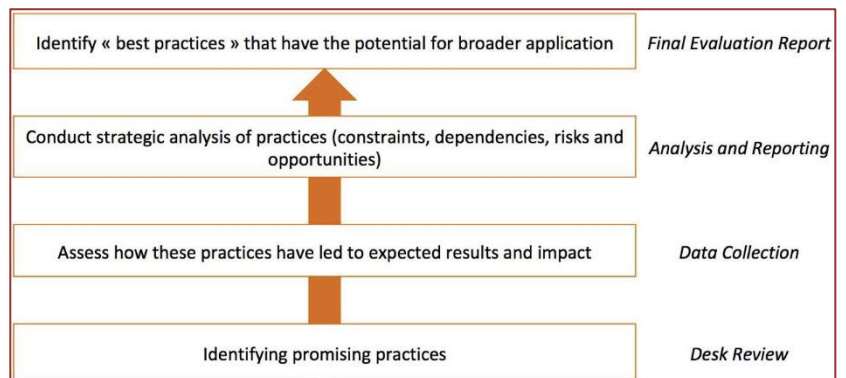 Identify « best practices » that have the potential for broader application
Final Evaluation Report
Conduct strategic analysis of practices (constraints, dependencies, risks and
opportunities)
Analysis and Reporting
Assess how these practices have led to expected results and impact
Data Collection
Identifying promising practices
Desk Review